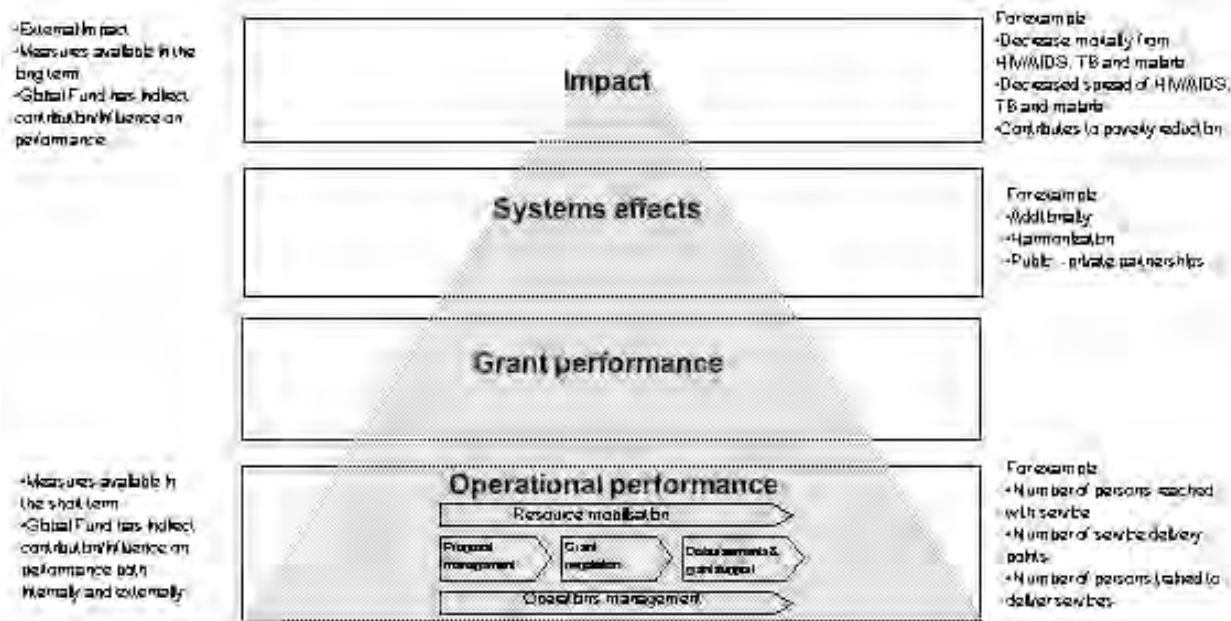 •External Impact
•Measures available in the
long term
•Global Fund has indirect
contribution/influence on
performance
Impact
For example
•Decrease mortality from
HIV/AIDS, TB and malaria
•Decreased spread of HIV/AIDS,
TB and malaria
•Contributes to poverty reduction
Systems effects
For example
•Additionality
•Harmonization
•Public - private partnerships
Grant performance
•Measures available in
the short term
•Global Fund has indirect
contribution/influence on
performance both
internally and externally
Operational performance
Resource mobilisation
Proposal
management
Grant
negotiation
Disbursements &
grant support
Operations management
For example
•Number of persons reached
with service
•Number of service delivery
points
•Number of persons trained to
deliver services